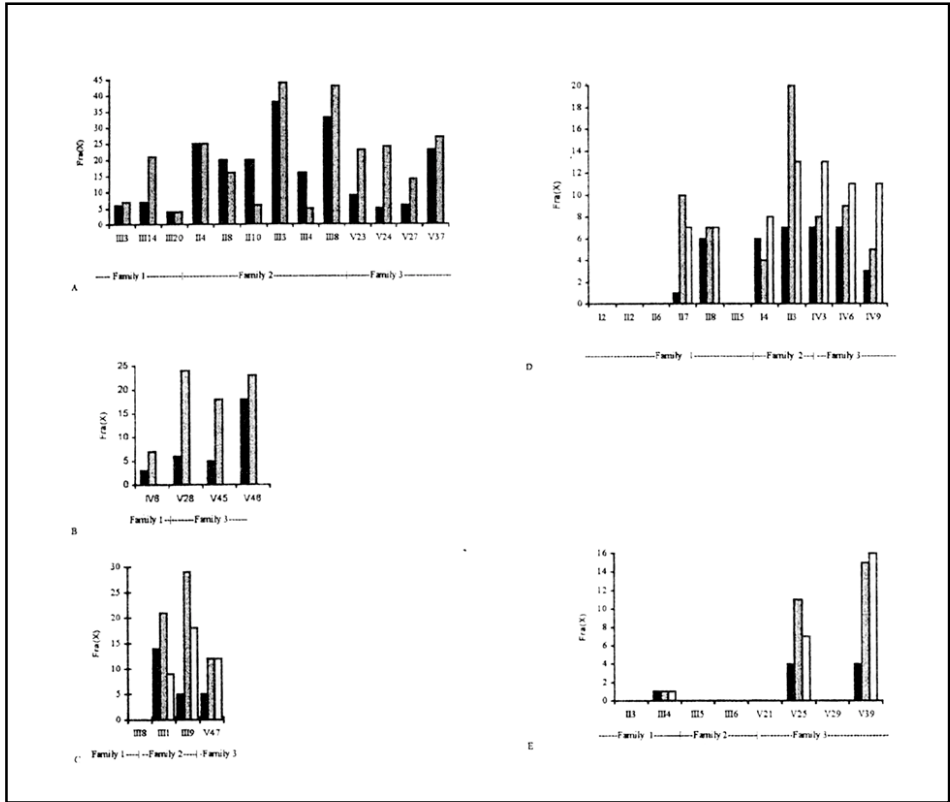 45
40
35
30
25
20
15
10
5
0
Fra(X)
III3 III14 III20 II4 II8 II10 III3 III4 III8 V23 V24 V27 V37
Family 1 Family 2 Family 3
A
25
20
15
10
5
0
Fra(X)
IV8 V28 V45 V46
Family 1 Family 3
B
30
25
20
15
10
5
0
Fra(X)
III8 III1 III9 V47
Family 1 Family 2 Family 3
C
20
18
16
14
12
10
8
6
4
2
0
Fra(X)
I2 II2 II6 II7 II8 III5 I4 II3 IV3 IV6 IV9
Family 1 Family 2 Family 3
D
16
14
12
10
8
6
4
2
0
Fra(X)
II3 III4 III5 III6 V21 V25 V29 V39
Family 1 Family 2 Family 3
E